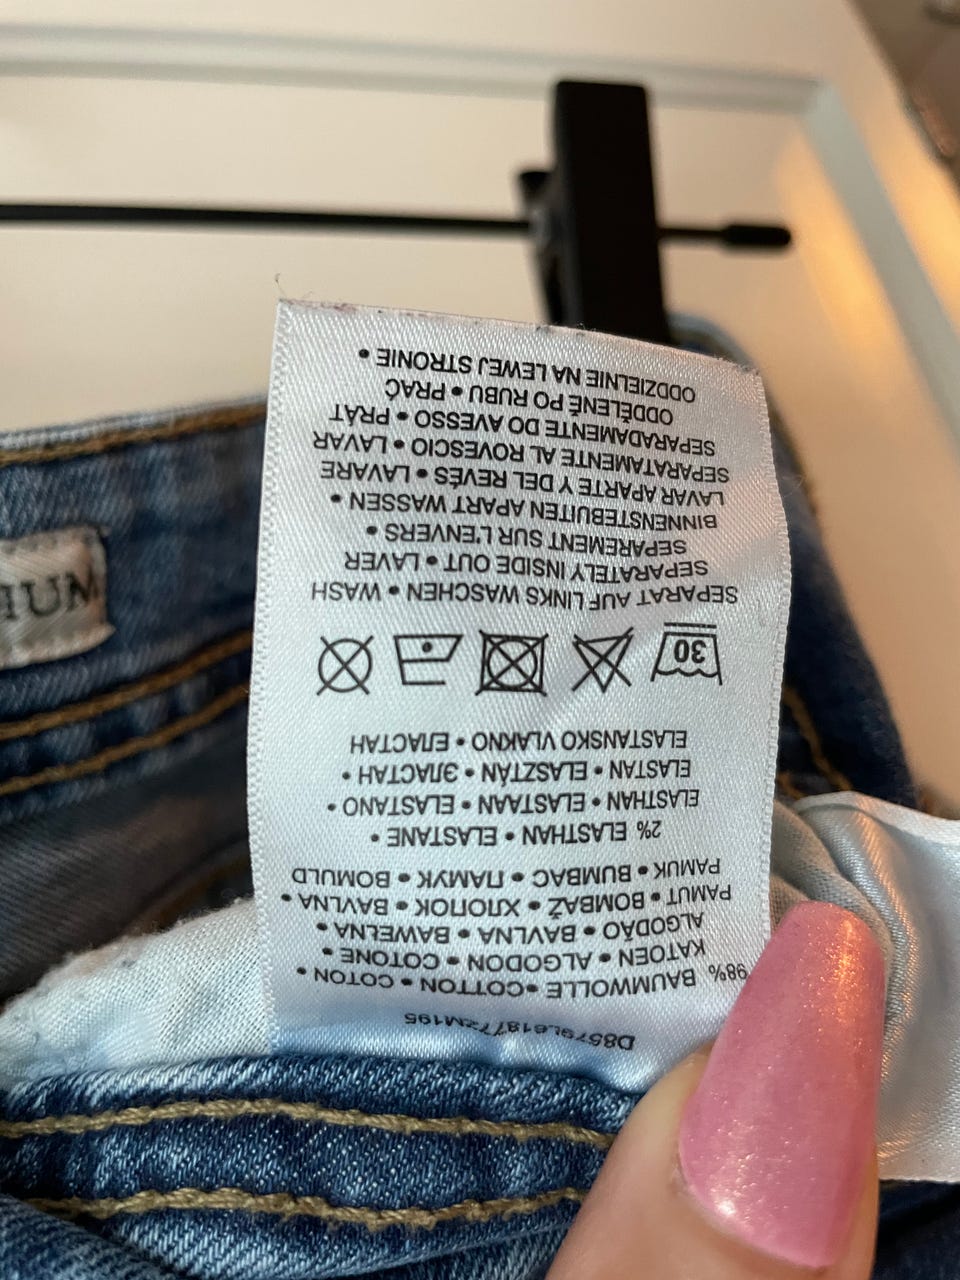 D8579L61877ZM195
98% BAUMWOLLE • COTTON • COTON •
KATOEN • ALGODON • COTONE •
ALGODÃO • BAVLNA • BAWEŁNA •
PAMUT • BOMBAŽ • ХЛОПОК • BAVLNA •
PAMUK • BUMBAC • ПАМУК • BOMULD
2% ELASTHAN • ELASTANE •
ELASTHAN • ELASTAAN • ELASTANO •
ELASTAN • ELASZTÁN • ЭЛАСТАН •
ELASTANSKO VLAKNO • ЕЛАСТАН
30
SEPARAT AUF LINKS WASCHEN • WASH
SEPARATELY INSIDE OUT • LAVER
SEPAREMENT SUR L'ENVERS •
BINNENSTEBUITEN APART WASSEN •
LAVAR APARTE Y DEL REVÉS • LAVARE
SEPARATAMENTE AL ROVESCIO • LAVAR
SEPARADAMENTE DO AVESSO • PRÁT
ODDĚLENĚ PO RUBU • PRAĆ
ODDZIELNIE NA LEWEJ STRONIE •